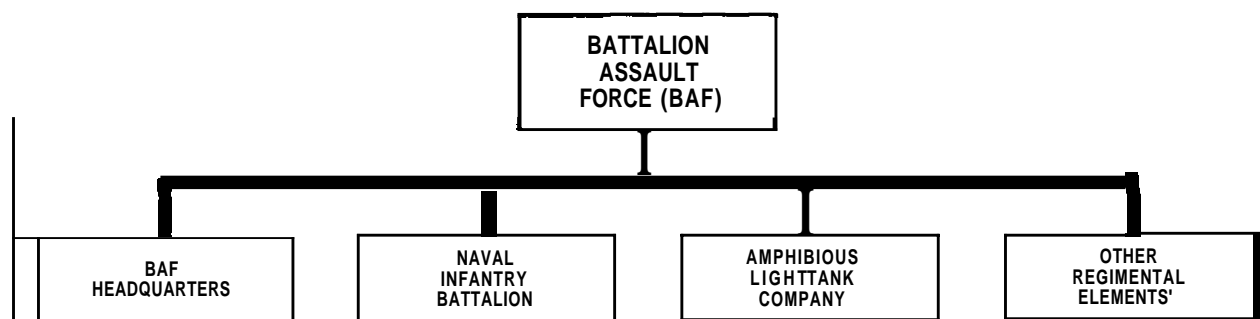 BATTALION
ASSAULT
FORCE (BAF)
BAF
HEADQUARTERS
NAVAL
INFANTRY
BATTALION
AMPHIBIOUS
LIGHTTANK
COMPANY
OTHER
REGIMENTAL
ELEMENTS'